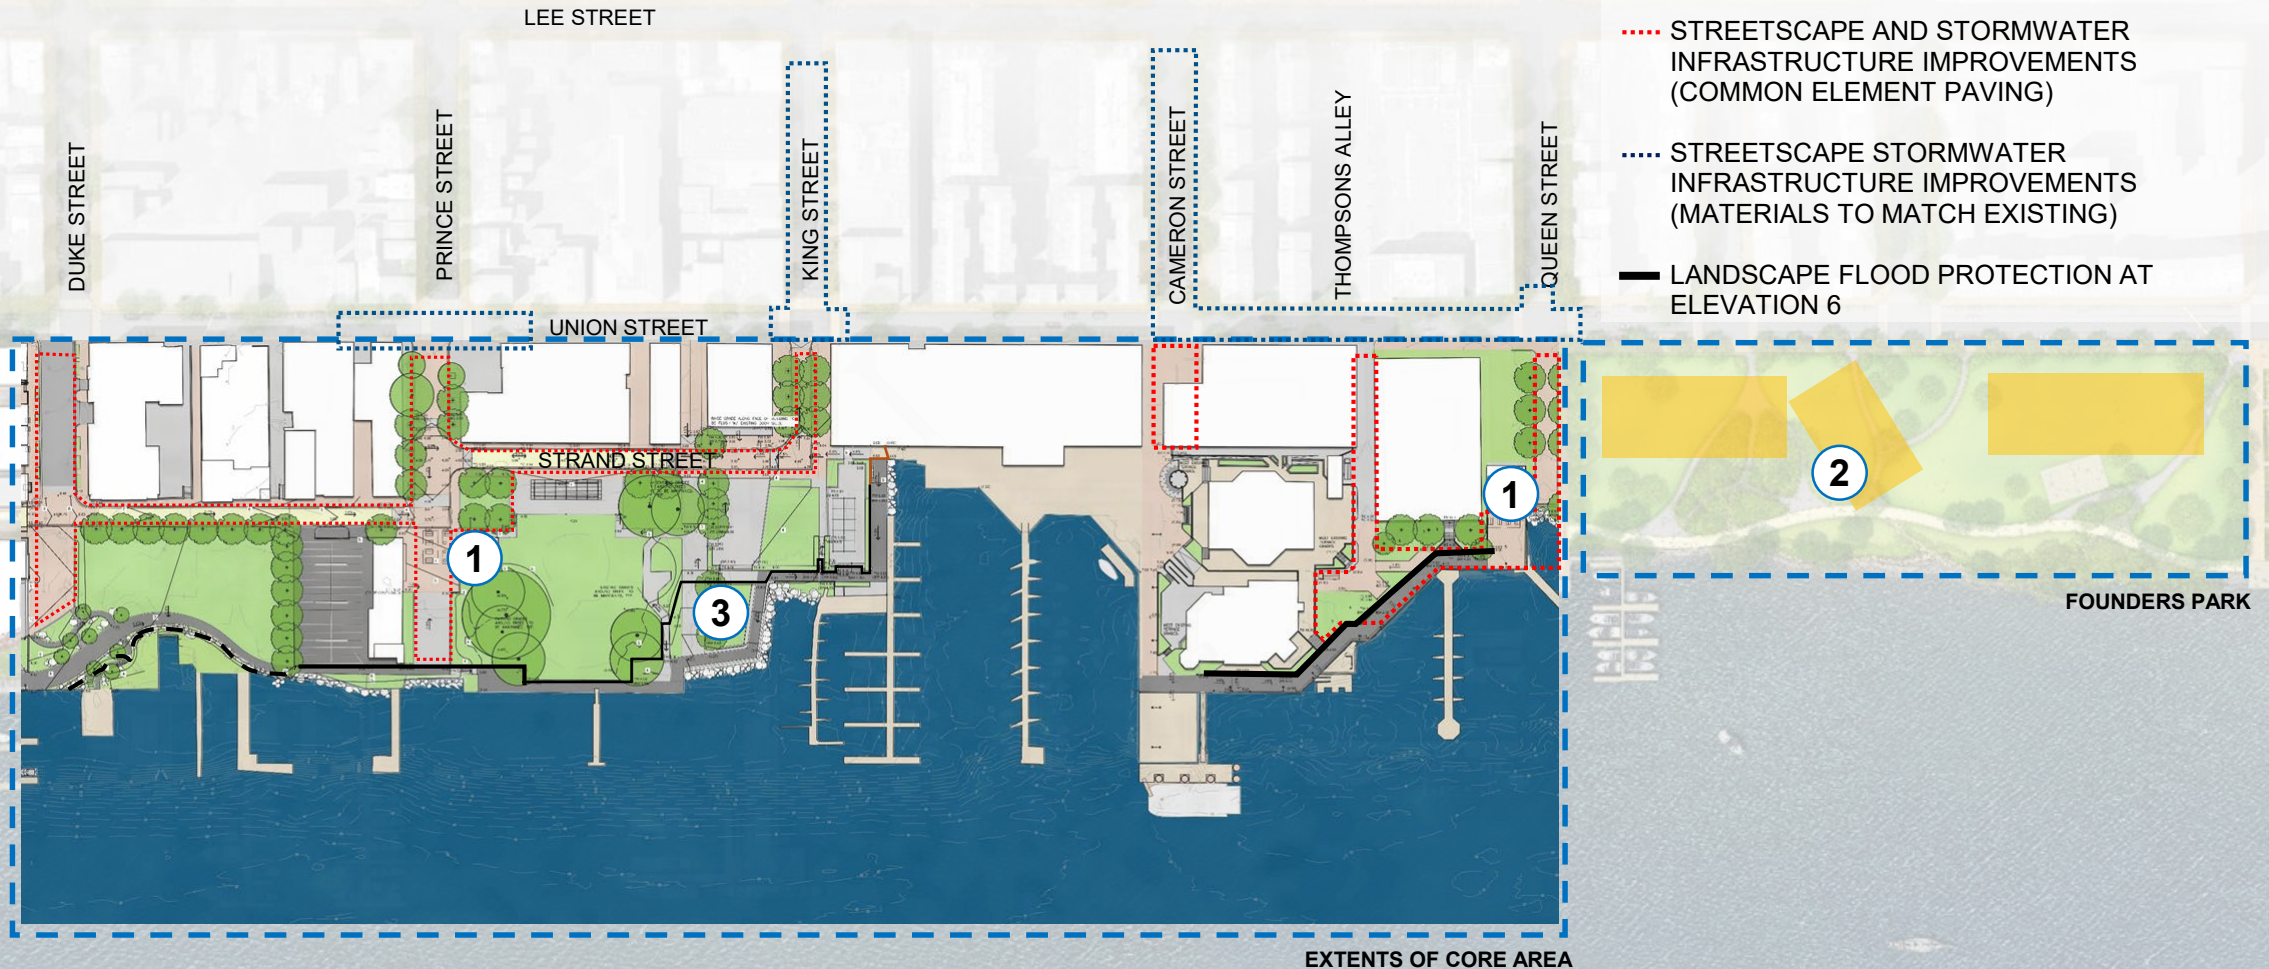 LEE STREET
STREETSCAPE AND STORMWATER
INFRASTRUCTURE IMPROVEMENTS
(COMMON ELEMENT PAVING)
STREETSCAPE STORMWATER
INFRASTRUCTURE IMPROVEMENTS
(MATERIALS TO MATCH EXISTING)
LANDSCAPE FLOOD PROTECTION AT
ELEVATION 6
DUKE STREET
PRINCE STREET
KING STREET
CAMERON STREET
THOMPSONS ALLEY
QUEEN STREET
UNION STREET
STRAND STREET
1
1
2
3
FOUNDERS PARK
EXTENTS OF CORE AREA